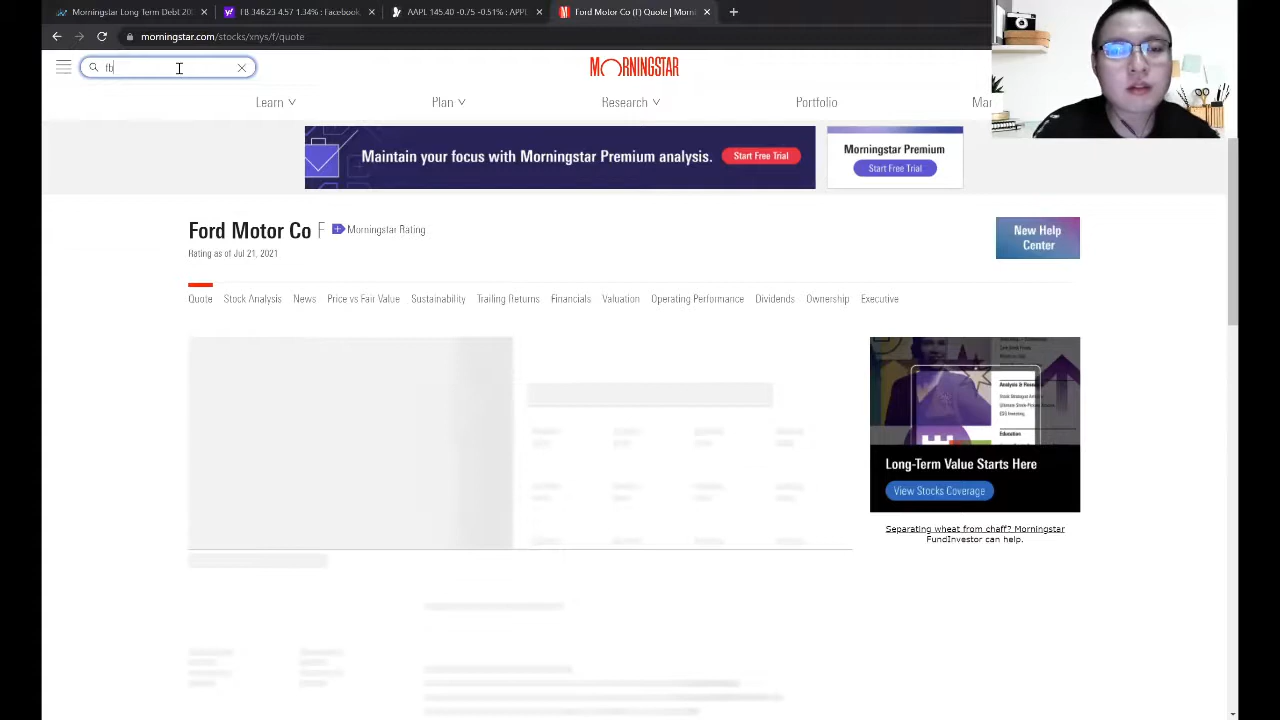 Morningstar Long Term Debt 20
FB 346.23 4.57 1.34% : Facebook,
AAPL 145.40 -0.75 -0.51% : APPL
Ford Motor Co (F) Quote | Morni
morningstar.com/stocks/xnys/f/quote
fb
MORNINGSTAR
Learn
Plan
Research
Portfolio
Mar
Maintain your focus with Morningstar Premium analysis.
Start Free Trial
Morningstar Premium
Start Free Trial
Ford Motor Co F
Morningstar Rating
Rating as of Jul 21, 2021
New Help
Center
Quote Stock Analysis News Price vs Fair Value Sustainability Trailing Returns Financials Valuation Operating Performance Dividends Ownership Executive
Analysis &
Education
Long-Term Value Starts Here
View Stocks Coverage
Separating wheat from chaff? Morningstar
FundInvestor can help.